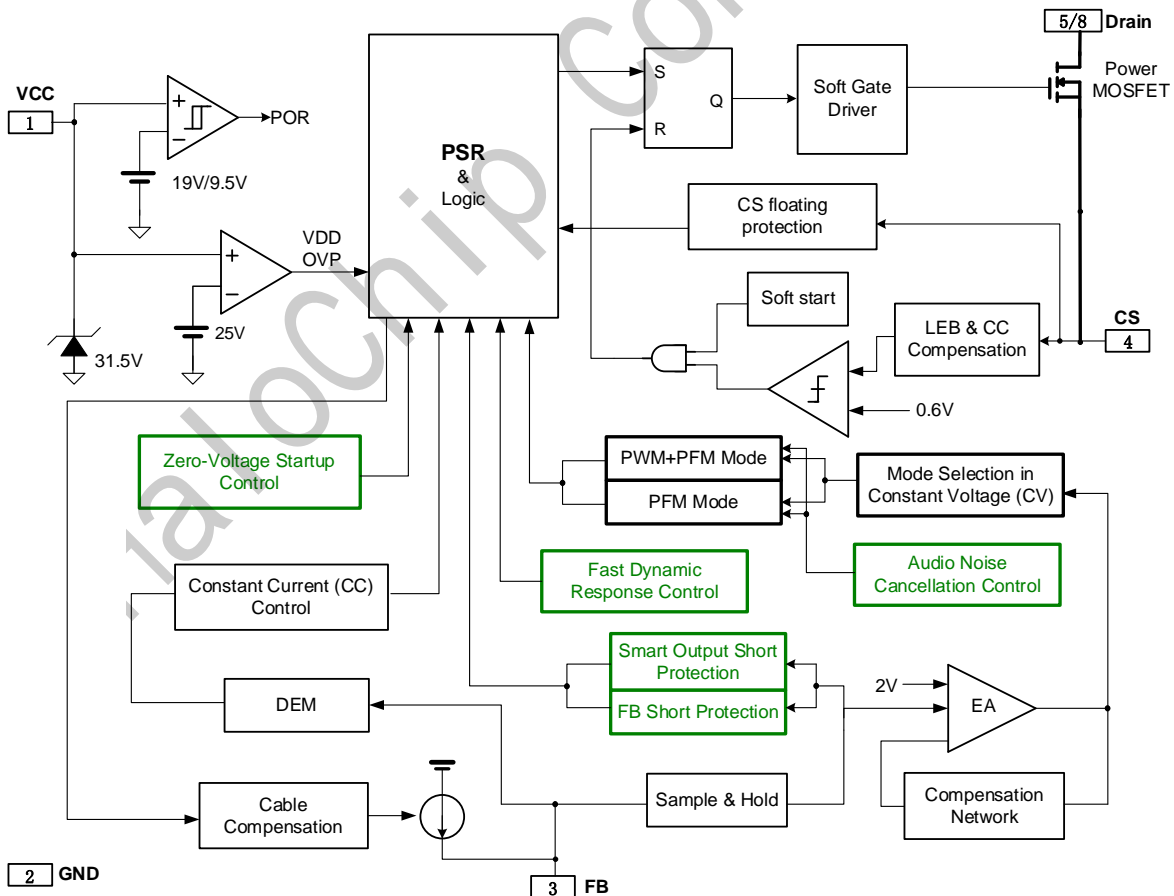 5/8 Drain
Power
MOSFET
VCC
1
+
−
POR
19V/9.5V
PSR
&
Logic
S
Q
R
Soft Gate
Driver
CS floating
protection
VDD
OVP
+
−
25V
31.5V
Soft start
LEB & CC
Compensation
CS
4
0.6V
Zero-Voltage Startup
Control
PWM+PFM Mode
PFM Mode
Mode Selection in
Constant Voltage (CV)
Constant Current (CC)
Control
Fast Dynamic
Response Control
Audio Noise
Cancellation Control
Smart Output Short
Protection
FB Short Protection
2V
EA
DEM
Cable
Compensation
Sample & Hold
Compensation
Network
2 GND
3 FB